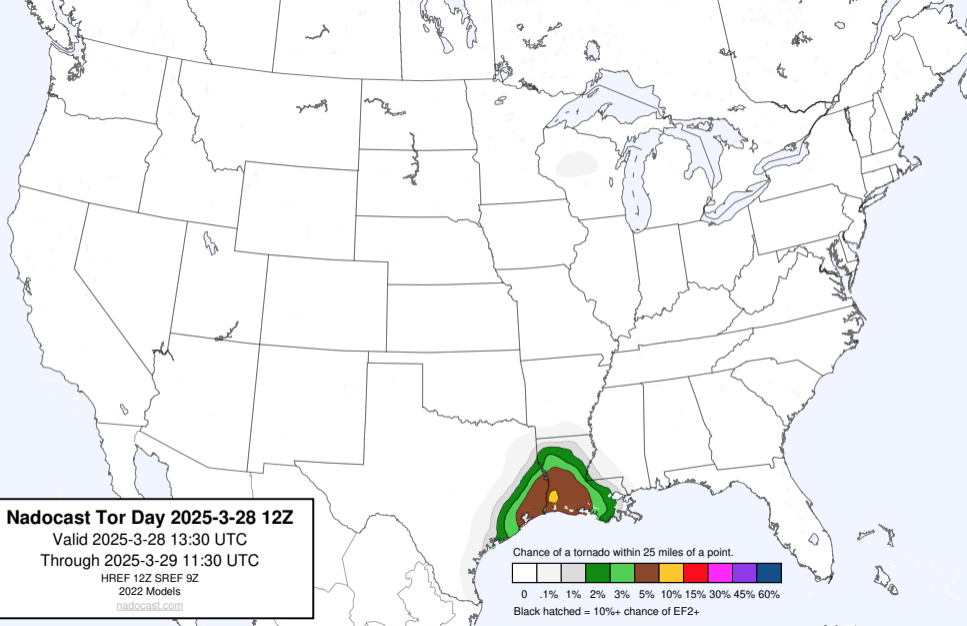 Nadocast Tor Day 2025-3-28 12Z
Valid 2025-3-28 13:30 UTC
Through 2025-3-29 11:30 UTC
HREF 12Z SREF 9Z
2022 Models
nadocast.com
Chance of a tornado within 25 miles of a point.
0 .1% 1% 2% 3% 5% 10% 15% 30% 45% 60%
Black hatched = 10%+ chance of EF2+